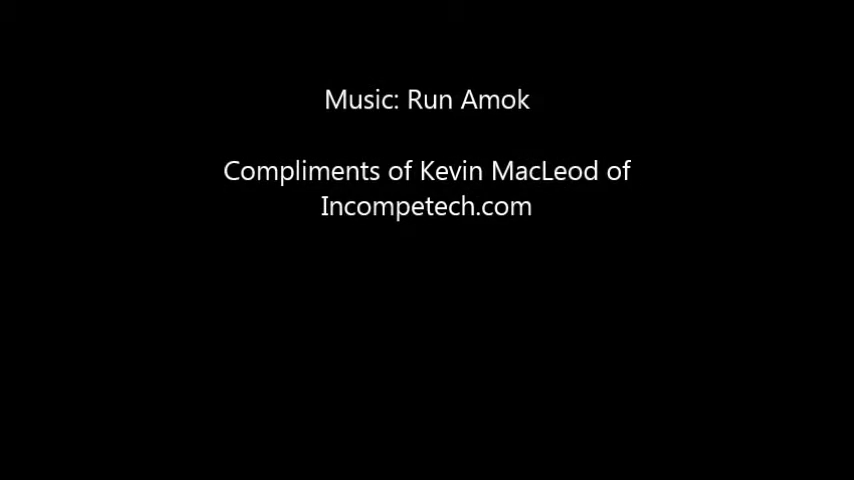 Music: Run Amok
Compliments of Kevin MacLeod of
Incompetech.com